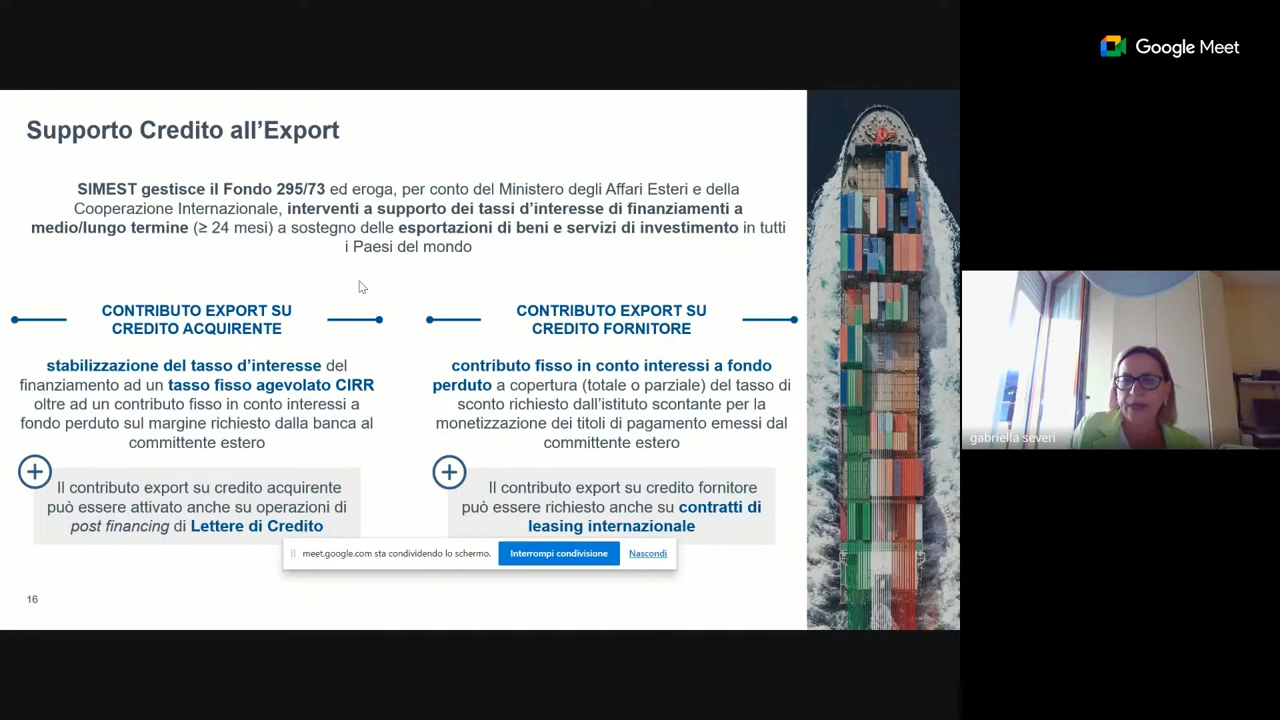 Google Meet
Supporto Credito all'Export
SIMEST gestisce il Fondo 295/73 ed eroga, per conto del Ministero degli Affari Esteri e della
Cooperazione Internazionale, interventi a supporto dei tassi d'interesse di finanziamenti a
medio/lungo termine (≥ 24 mesi) a sostegno delle esportazioni di beni e servizi di investimento in tutti
i Paesi del mondo
CONTRIBUTO EXPORT SU
CREDITO ACQUIRENTE
stabilizzazione del tasso d'interesse del
finanziamento ad un tasso fisso agevolato CIRR
oltre ad un contributo fisso in conto interessi a
fondo perduto sul margine richiesto dalla banca al
committente estero
Il contributo export su credito acquirente
può essere attivato anche su operazioni di
post financing di Lettere di Credito
CONTRIBUTO EXPORT SU
CREDITO FORNITORE
contributo fisso in conto interessi a fondo
perduto a copertura (totale o parziale) del tasso di
sconto richiesto dall'istituto scontante per la
monetizzazione dei titoli di pagamento emessi dal
committente estero
Il contributo export su credito fornitore
può essere richiesto anche su contratti di
leasing internazionale
meet.google.com sta condividendo lo schermo.
Interrompi condivisione
Nascondi
16
gabriella severi